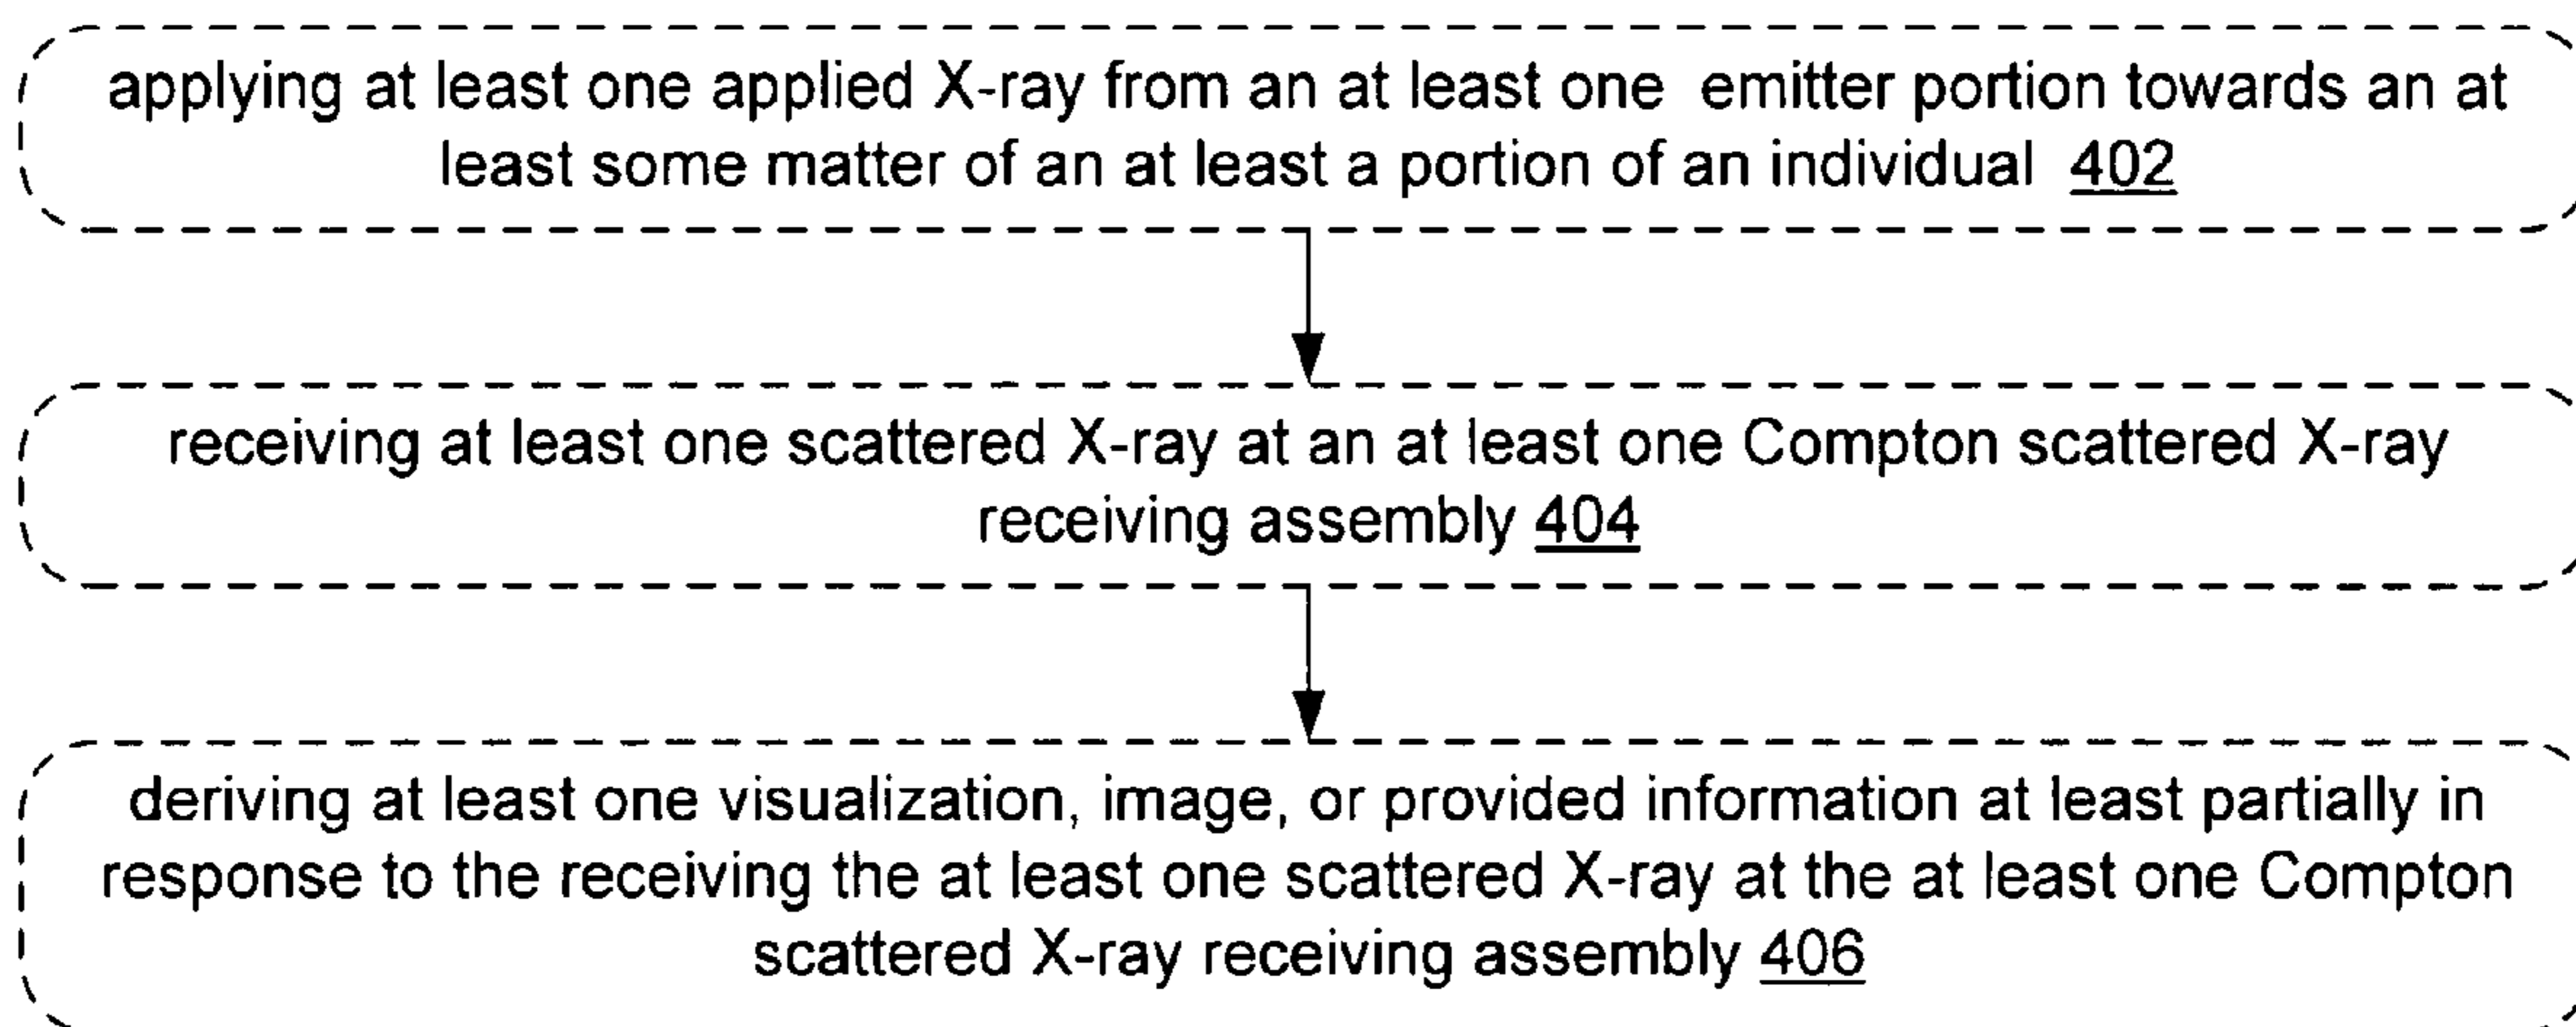 applying at least one applied X-ray from an at least one emitter portion towards an at
least some matter of an at least a portion of an individual 402
receiving at least one scattered X-ray at an at least one Compton scattered X-ray
receiving assembly 404
deriving at least one visualization, image, or provided information at least partially in
response to the receiving the at least one scattered X-ray at the at least one Compton
scattered X-ray receiving assembly 406